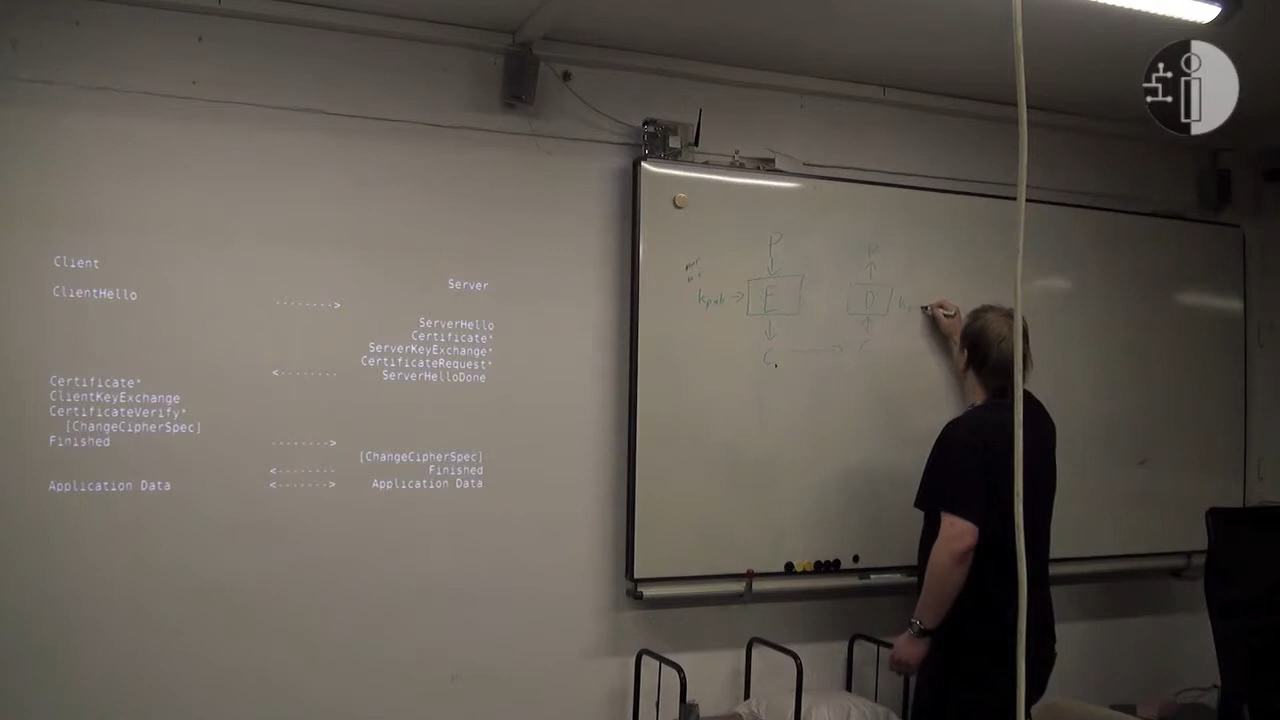 Client
Server
ClientHello -------->
ServerHello
Certificate*
ServerKeyExchange*
CertificateRequest*
<-------- ServerHelloDone
Certificate*
ClientKeyExchange
CertificateVerify*
[ChangeCipherSpec]
Finished -------->
[ChangeCipherSpec]
<-------- Finished
Application Data <-------> Application Data
P
P
kpub → E
D
C
i